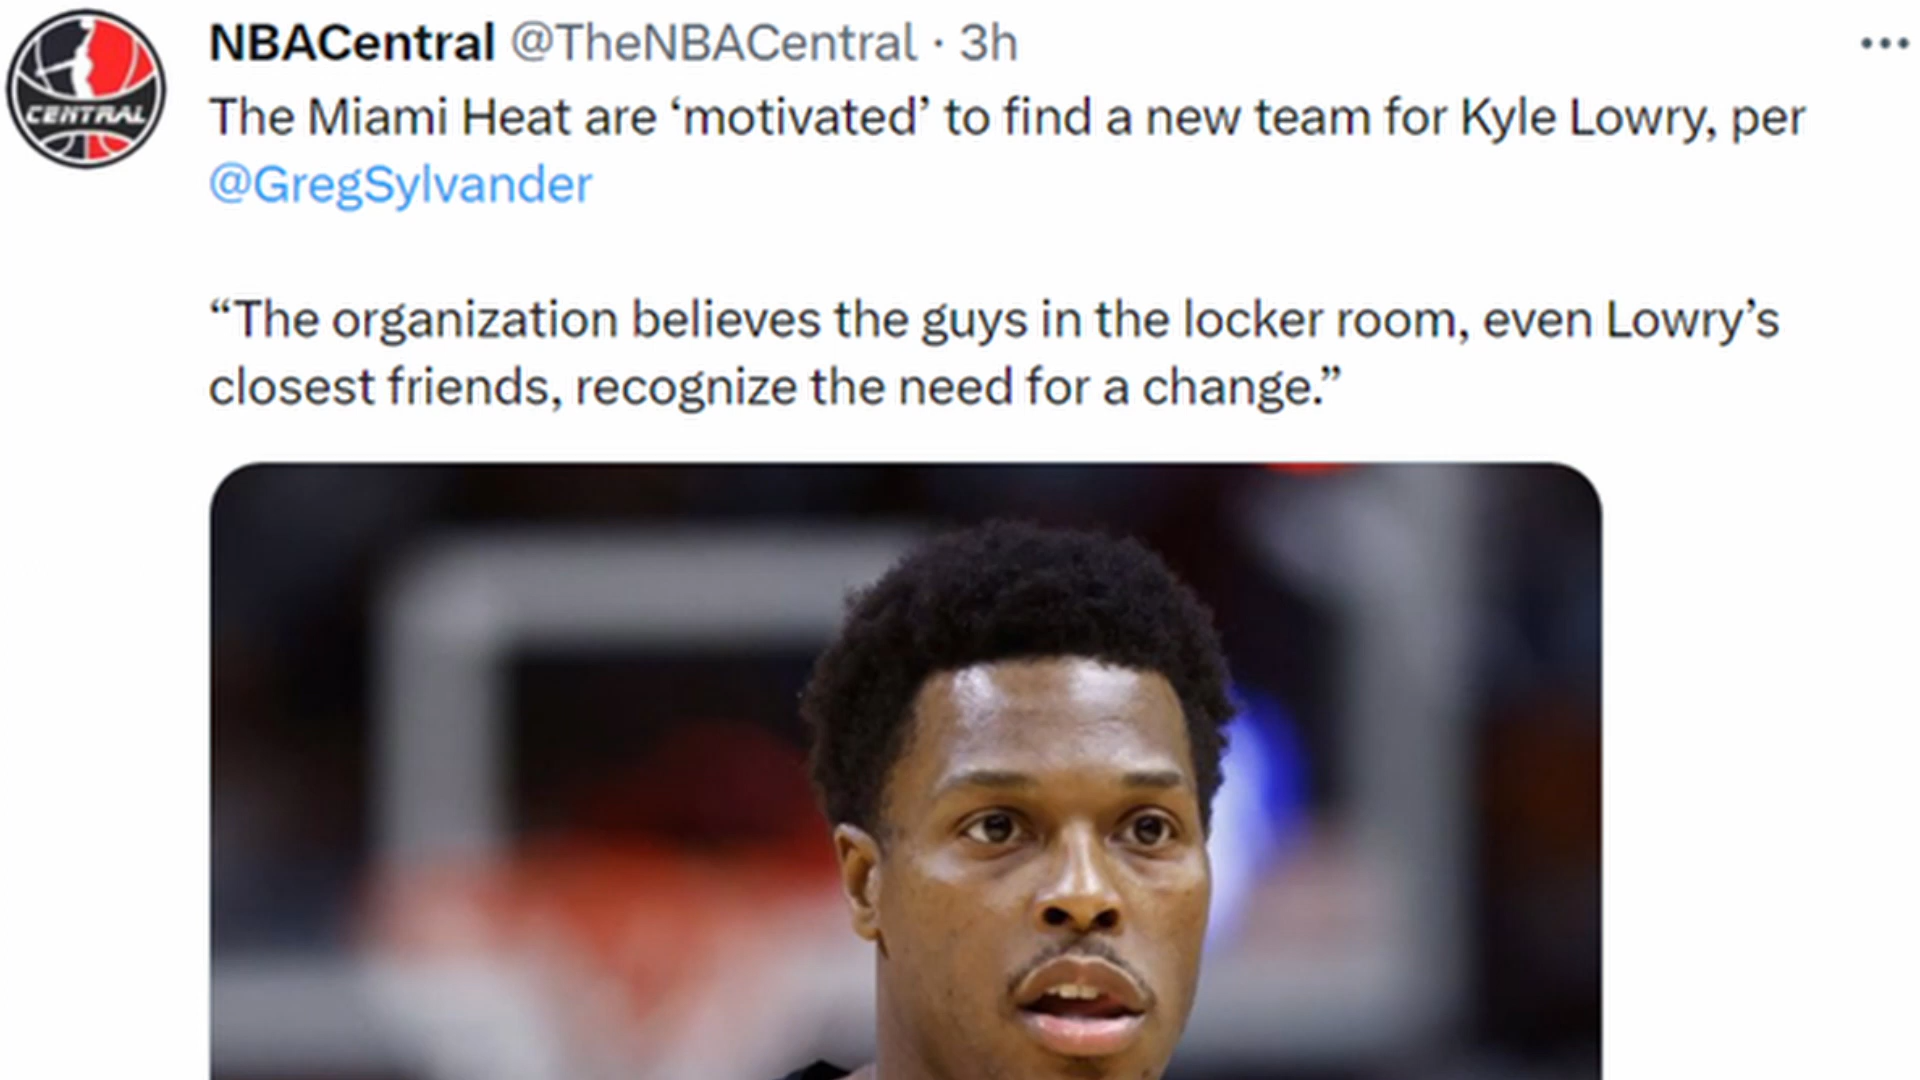 NBACentral @TheNBACentral · 3h
CENTRAL
The Miami Heat are ‘motivated’ to find a new team for Kyle Lowry, per
@GregSylvander
“The organization believes the guys in the locker room, even Lowry’s
closest friends, recognize the need for a change.”